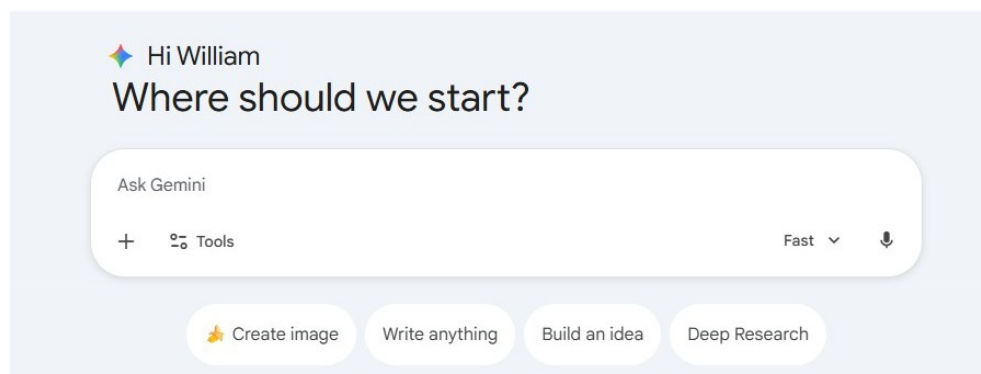 Hi William
Where should we start?
Ask Gemini
Tools
Fast
Create image
Write anything
Build an idea
Deep Research